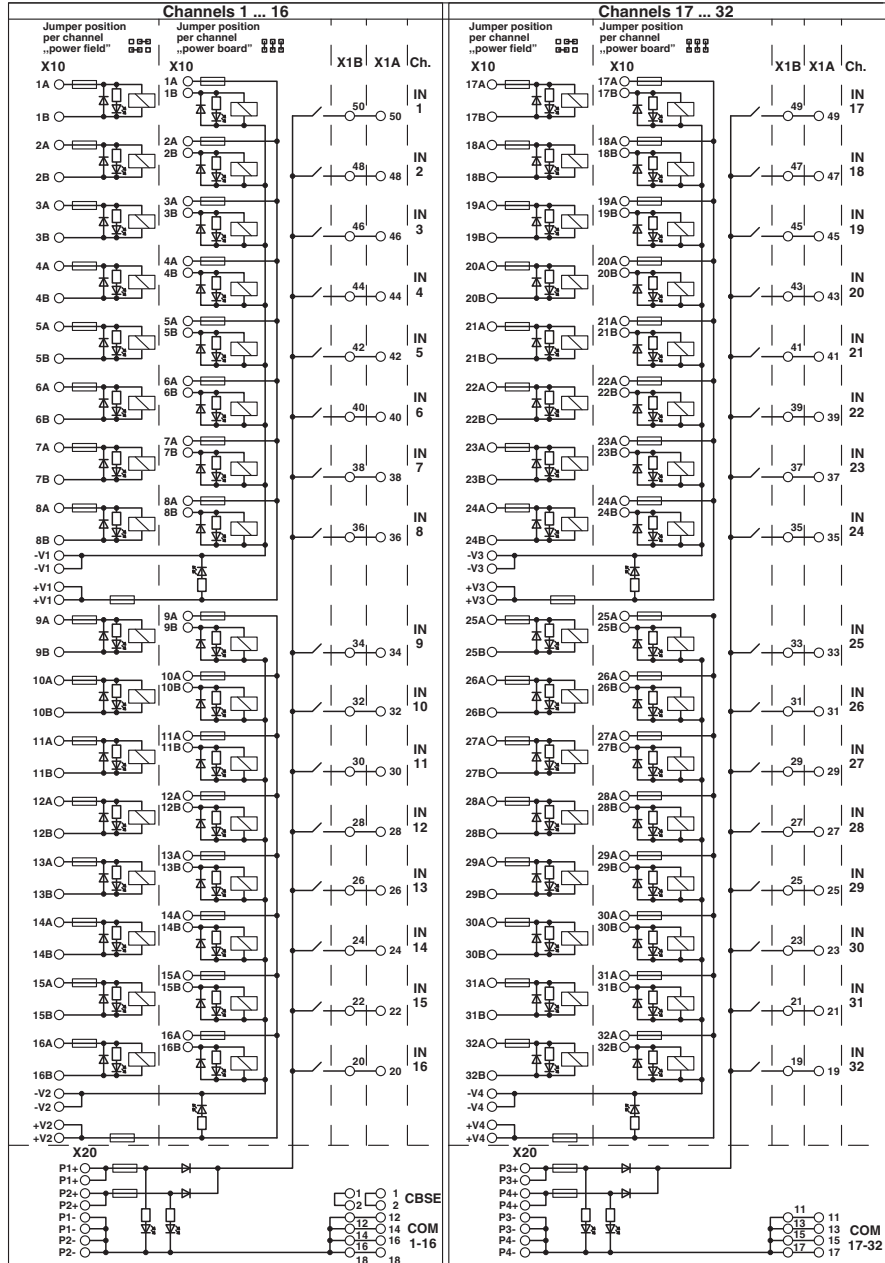 Channels 1 ... 16
Jumper position
per channel
„power field"
Jumper position
per channel
„power board"
X10
X10
X1B
X1A
Ch.
1A 1A
1B
1B
50 50
IN
1
2A 2A
2B
2B
48 48
IN
2
3A 3A
3B
3B
46 46
IN
3
4A 4A
4B
4B
44 44
IN
4
5A 5A
5B
5B
42 42
IN
5
6A 6A
6B
6B
40 40
IN
6
7A 7A
7B
7B
38 38
IN
7
8A 8A
8B
8B
36 36
IN
8
-V1
-V1
+V1
+V1
9A 9A
9B
9B
34 34
IN
9
10A 10A
10B
10B
32 32
IN
10
11A 11A
11B
11B
30 30
IN
11
12A 12A
12B
12B
28 28
IN
12
13A 13A
13B
13B
26 26
IN
13
14A 14A
14B
14B
24 24
IN
14
15A 15A
15B
15B
22 22
IN
15
16A 16A
16B
16B
20 20
IN
16
-V2
-V2
+V2
+V2
X20
P1+
P1+
P2+
P2+
P1-
P1-
P2-
P2-
1 1
2 2
CBSE
12
12 14
14 16
16
18 18
COM
1-16
Channels 17 ... 32
Jumper position
per channel
„power field"
Jumper position
per channel
„power board"
X10
X10
X1B
X1A
Ch.
17A 17A
17B
17B
49 49
IN
17
18A 18A
18B
18B
47 47
IN
18
19A 19A
19B
19B
45 45
IN
19
20A 20A
20B
20B
43 43
IN
20
21A 21A
21B
21B
41 41
IN
21
22A 22A
22B
22B
39 39
IN
22
23A 23A
23B
23B
37 37
IN
23
24A 24A
24B
24B
35 35
IN
24
-V3
-V3
+V3
+V3
25A 25A
25B
25B
33 33
IN
25
26A 26A
26B
26B
31 31
IN
26
27A 27A
27B
27B
29 29
IN
27
28A 28A
28B
28B
27 27
IN
28
29A 29A
29B
29B
25 25
IN
29
30A 30A
30B
30B
23 23
IN
30
31A 31A
31B
31B
21 21
IN
31
32A 32A
32B
32B
19 19
IN
32
-V4
-V4
+V4
+V4
X20
P3+
P3+
P4+
P4+
P3-
P3-
P4-
P4-
11 11
13 13
15 15
17 17
COM
17-32